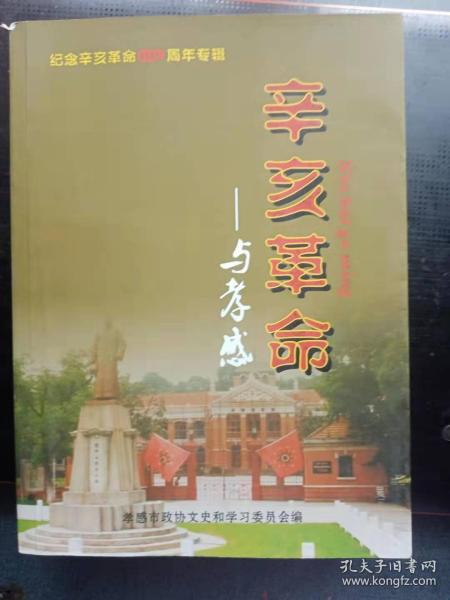 纪念辛亥革命100周年专辑
辛亥革命
—与孝感
孝感市政协文史和学习委员会编
孔夫子旧书网
www.kongfz.com